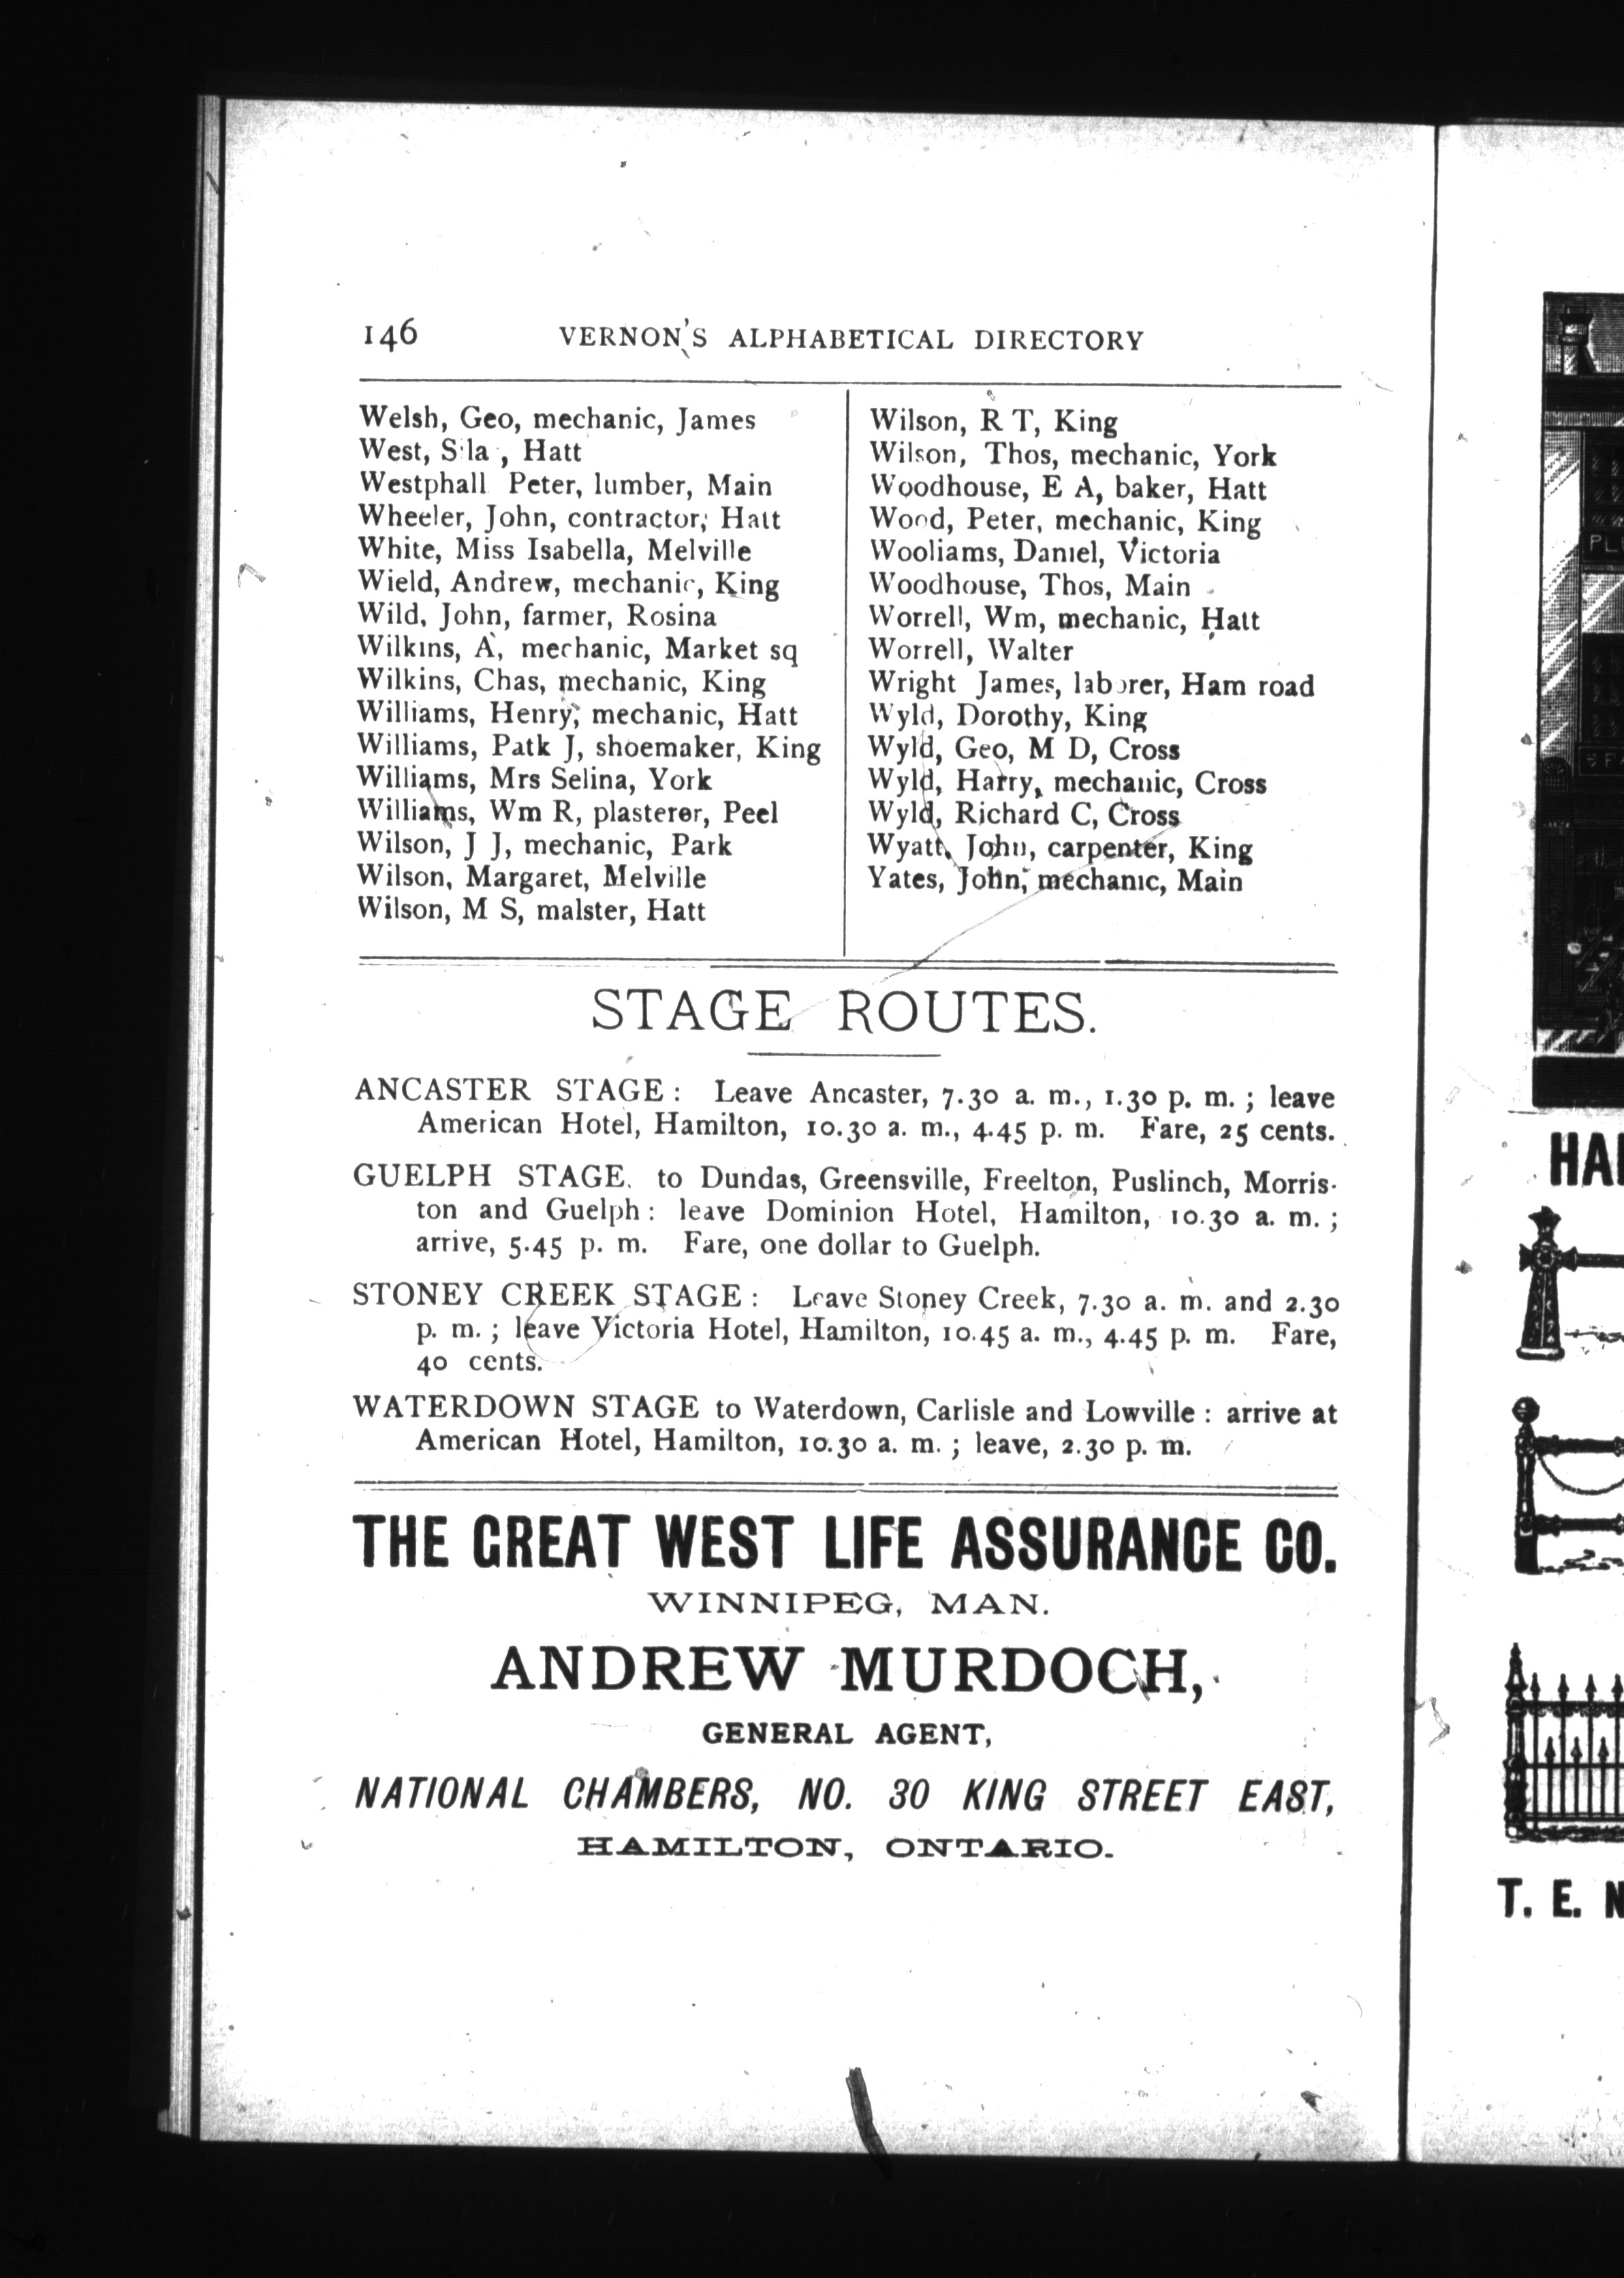 146 VERNON'S ALPHABETICAL DIRECTORY
Welsh, Geo, mechanic, James
West, S la , Hatt
Westphall Peter, lumber, Main
Wheeler, John, contractor, Hatt
White, Miss Isabella, Melville
Wield, Andrew, mechanic, King
Wild, John, farmer, Rosina
Wilkins, A, mechanic, Market sq
Wilkins, Chas, mechanic, King
Williams, Henry, mechanic, Hatt
Williams, Patk J, shoemaker, King
Williams, Mrs Selina, York
Williams, Wm R, plasterer, Peel
Wilson, J J, mechanic, Park
Wilson, Margaret, Melville
Wilson, M S, malster, Hatt
Wilson, R T, King
Wilson, Thos, mechanic, York
Woodhouse, E A, baker, Hatt
Wood, Peter, mechanic, King
Wooliams, Daniel, Victoria
Woodhouse, Thos, Main
Worrell, Wm, mechanic, Hatt
Worrell, Walter
Wright James, laborer, Ham road
Wyld, Dorothy, King
Wyld, Geo, M D, Cross
Wyld, Harry, mechanic, Cross
Wyld, Richard C, Cross
Wyatt, John, carpenter, King
Yates, John, mechanic, Main
STAGE ROUTES.
ANCASTER STAGE: Leave Ancaster, 7.30 a. m., 1.30 p. m. ; leave
American Hotel, Hamilton, 10.30 a. m., 4.45 p. m. Fare, 25 cents.
GUELPH STAGE. to Dundas, Greensville, Freelton, Puslinch, Morris-
ton and Guelph: leave Dominion Hotel, Hamilton, 10.30 a. m. ;
arrive, 5.45 p. m. Fare, one dollar to Guelph.
STONEY CREEK STAGE: Leave Stoney Creek, 7.30 a. m. and 2.30
p. m. ; leave Victoria Hotel, Hamilton, 10.45 a. m., 4.45 p. m. Fare,
40 cents.
WATERDOWN STAGE to Waterdown, Carlisle and Lowville : arrive at
American Hotel, Hamilton, 10.30 a. m. ; leave, 2.30 p. m.
THE GREAT WEST LIFE ASSURANCE CO.
WINNIPEG, MAN.
ANDREW MURDOCH,
GENERAL AGENT,
NATIONAL CHAMBERS, NO. 30 KING STREET EAST,
HAMILTON, ONTARIO.
T. E.